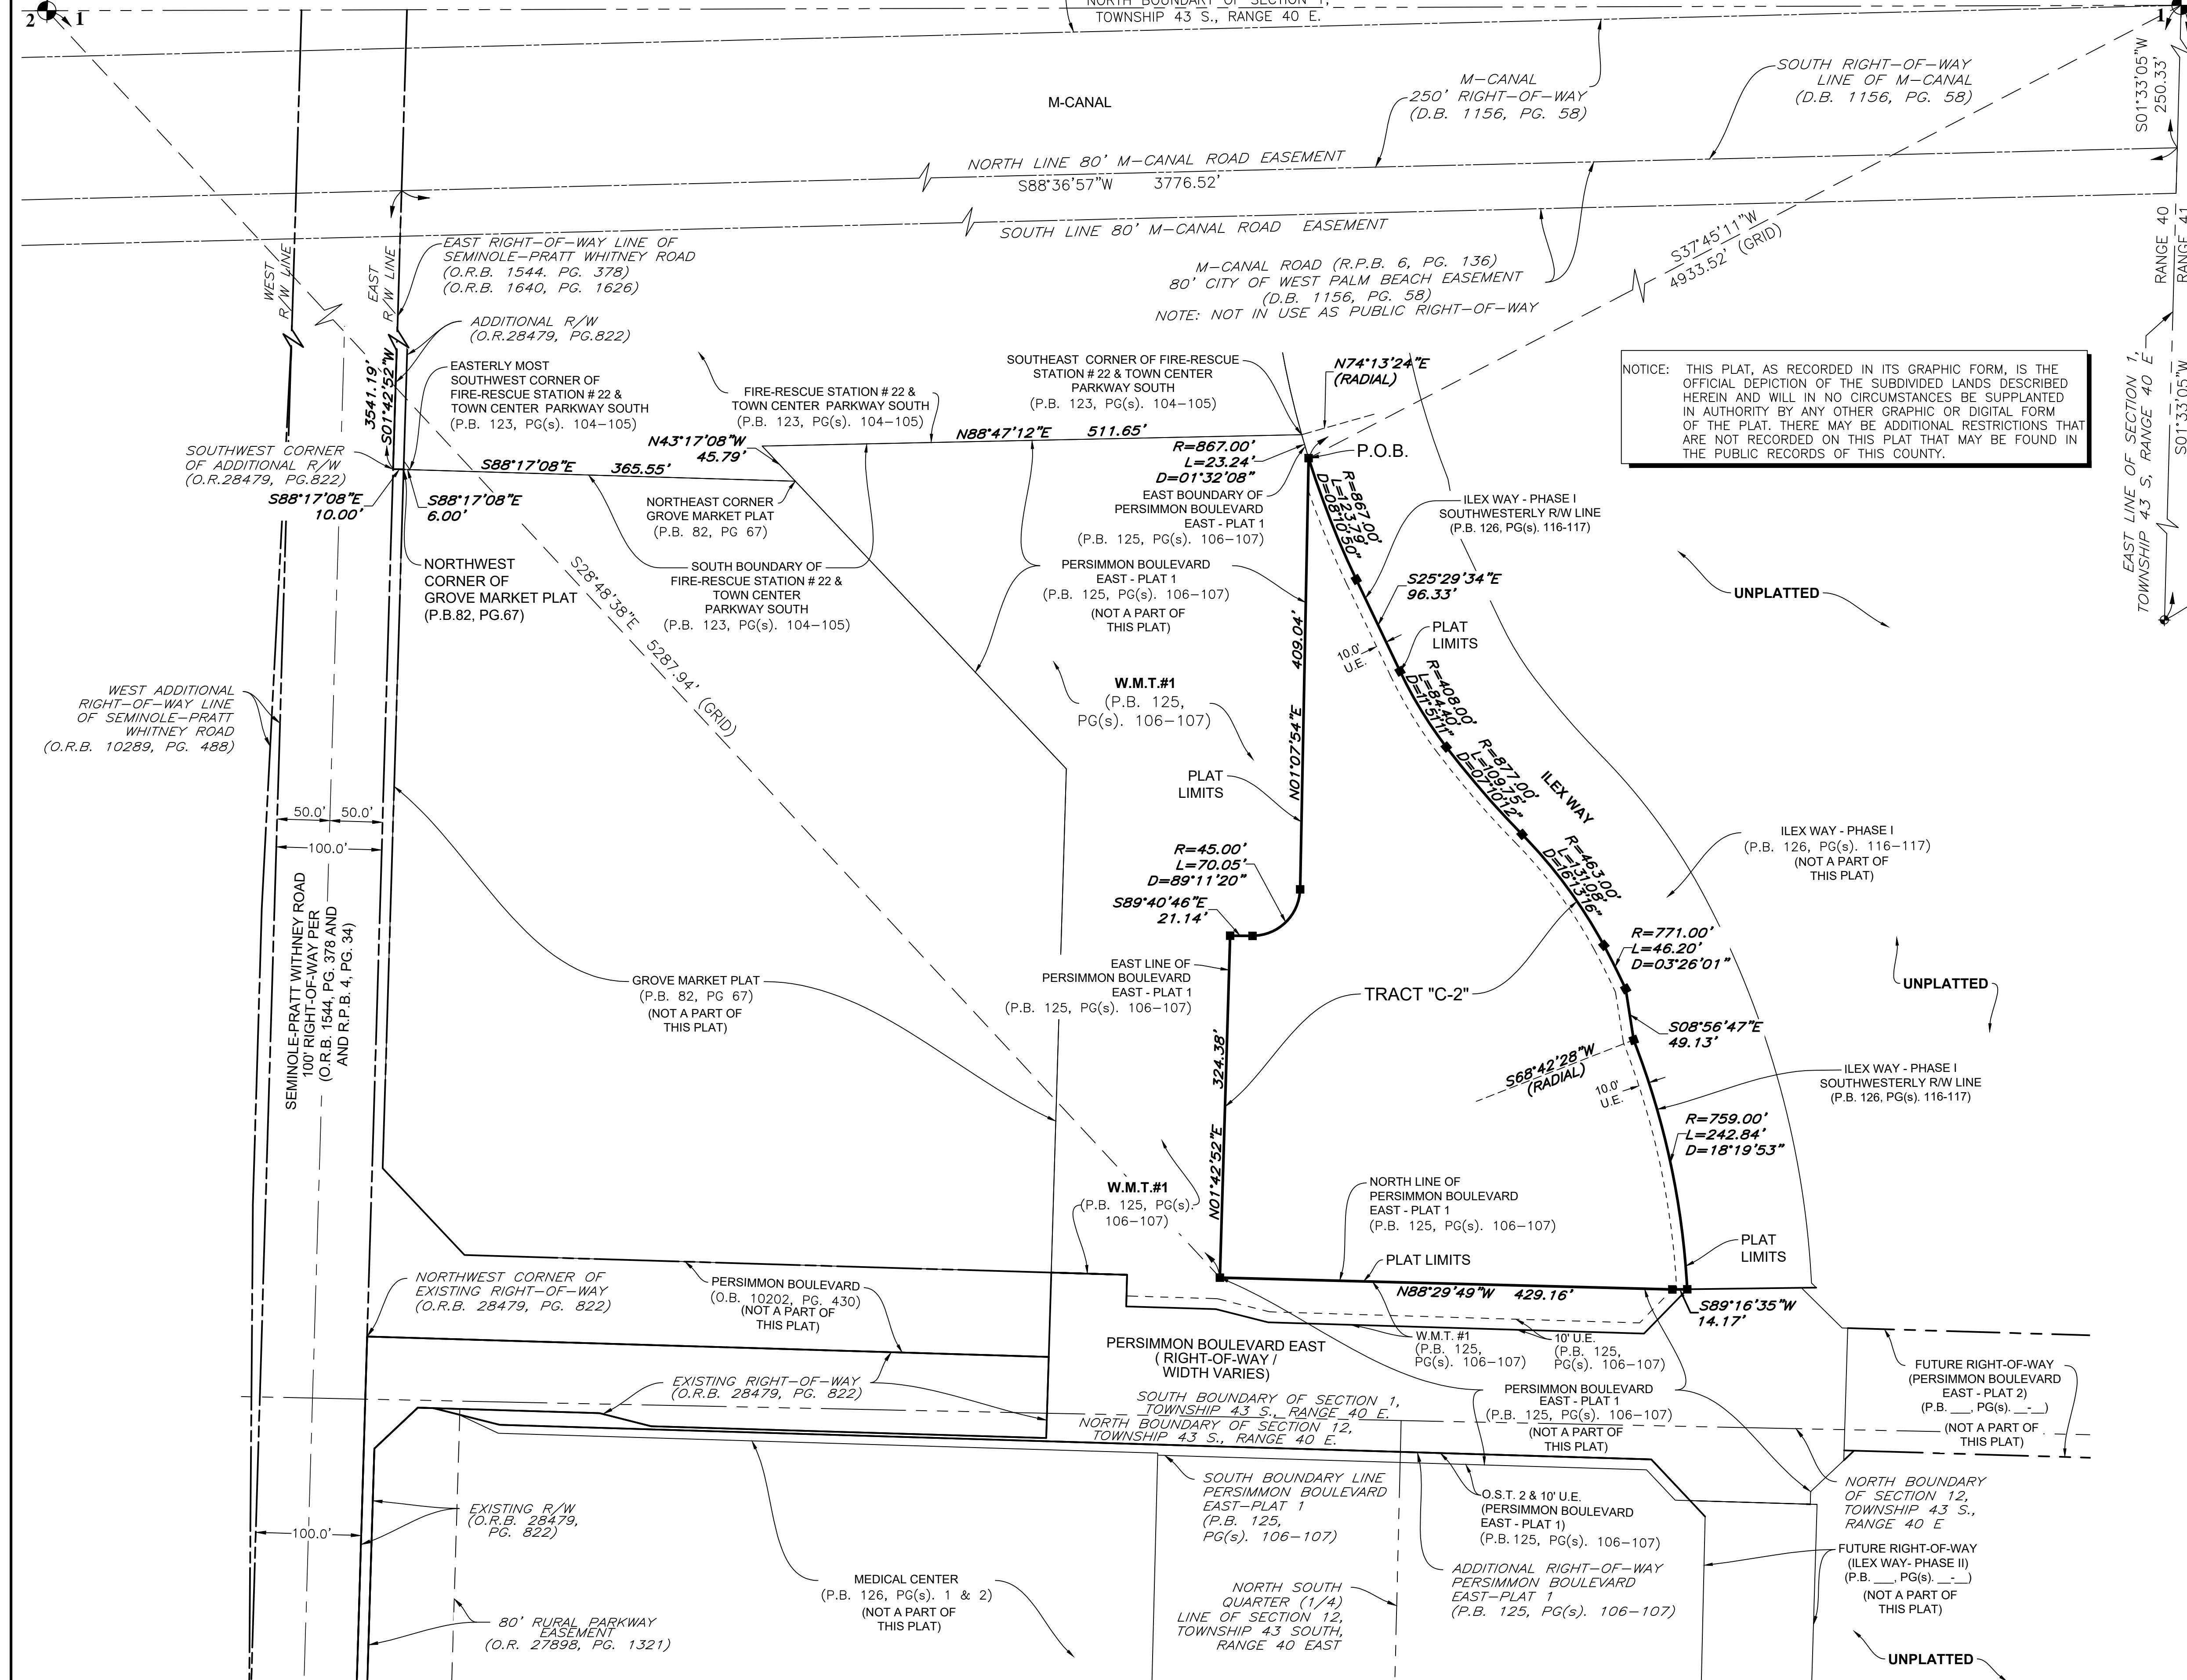 2
1
NORTH BOUNDARY OF SECTION 1,
TOWNSHIP 43 S., RANGE 40 E.
1
M-CANAL
M-CANAL
250' RIGHT-OF-WAY
(D.B. 1156, PG. 58)
SOUTH RIGHT-OF-WAY
LINE OF M-CANAL
(D.B. 1156, PG. 58)
S01°33'05"W
250.33'
NORTH LINE 80' M-CANAL ROAD EASEMENT
S88°36'57"W 3776.52'
SOUTH LINE 80' M-CANAL ROAD EASEMENT
S37°45'11"W
4933.52' (GRID)
RANGE 40
RANGE 41
WEST
R/W LINE
EAST
R/W LINE
EAST RIGHT-OF-WAY LINE OF
SEMINOLE-PRATT WHITNEY ROAD
(O.R.B. 1544. PG. 378)
(O.R.B. 1640, PG. 1626)
M-CANAL ROAD (R.P.B. 6, PG. 136)
80' CITY OF WEST PALM BEACH EASEMENT
(D.B. 1156, PG. 58)
NOTE: NOT IN USE AS PUBLIC RIGHT-OF-WAY
ADDITIONAL R/W
(O.R.28479, PG.822)
3541.19'
S01°42'52"W
EASTERLY MOST
SOUTHWEST CORNER OF
FIRE-RESCUE STATION # 22 &
TOWN CENTER PARKWAY SOUTH
(P.B. 123, PG(s). 104-105)
FIRE-RESCUE STATION # 22 &
TOWN CENTER PARKWAY SOUTH
(P.B. 123, PG(s). 104-105)
SOUTHEAST CORNER OF FIRE-RESCUE
STATION # 22 & TOWN CENTER
PARKWAY SOUTH
(P.B. 123, PG(s). 104-105)
N74°13'24"E
(RADIAL)
NOTICE: THIS PLAT, AS RECORDED IN ITS GRAPHIC FORM, IS THE
OFFICIAL DEPICTION OF THE SUBDIVIDED LANDS DESCRIBED
HEREIN AND WILL IN NO CIRCUMSTANCES BE SUPPLANTED
IN AUTHORITY BY ANY OTHER GRAPHIC OR DIGITAL FORM
OF THE PLAT. THERE MAY BE ADDITIONAL RESTRICTIONS THAT
ARE NOT RECORDED ON THIS PLAT THAT MAY BE FOUND IN
THE PUBLIC RECORDS OF THIS COUNTY.
EAST LINE OF SECTION 1,
TOWNSHIP 43 S, RANGE 40 E
S01°33'05"W
SOUTHWEST CORNER
OF ADDITIONAL R/W
(O.R.28479, PG.822)
S88°17'08"E
10.00'
S88°17'08"E
6.00'
S88°17'08"E 365.55'
N43°17'08"W
45.79'
N88°47'12"E 511.65'
R=867.00'
L=23.24'
D=01°32'08"
P.O.B.
NORTHEAST CORNER
GROVE MARKET PLAT
(P.B. 82, PG 67)
EAST BOUNDARY OF
PERSIMMON BOULEVARD
EAST - PLAT 1
(P.B. 125, PG(s). 106-107)
R=867.00'
L=123.79'
D=08°10'50"
ILEX WAY - PHASE I
SOUTHWESTERLY R/W LINE
(P.B. 126, PG(s). 116-117)
NORTHWEST
CORNER OF
GROVE MARKET PLAT
(P.B.82, PG.67)
SOUTH BOUNDARY OF
FIRE-RESCUE STATION # 22 &
TOWN CENTER
PARKWAY SOUTH
(P.B. 123, PG(s). 104-105)
S28°48'38"E 5287.94' (GRID)
PERSIMMON BOULEVARD
EAST - PLAT 1
(P.B. 125, PG(s). 106-107)
(NOT A PART OF
THIS PLAT)
S25°29'34"E
96.33'
UNPLATTED
PLAT
LIMITS
10.0'
U.E.
N01°07'54"E 409.04'
W.M.T.#1
(P.B. 125,
PG(s). 106-107)
R=408.00'
L=84.40'
D=11°51'11"
WEST ADDITIONAL
RIGHT-OF-WAY LINE
OF SEMINOLE-PRATT
WHITNEY ROAD
(O.R.B. 10289, PG. 488)
PLAT
LIMITS
R=877.00'
L=109.75'
D=07°10'12"
ILEX WAY
50.0'
50.0'
100.0'
ILEX WAY - PHASE I
(P.B. 126, PG(s). 116-117)
(NOT A PART OF
THIS PLAT)
R=45.00'
L=70.05'
D=89°11'20"
R=463.00'
L=131.08'
D=16°13'16"
S89°40'46"E
21.14'
R=771.00'
L=46.20'
D=03°26'01"
SEMINOLE-PRATT WITHNEY ROAD
100' RIGHT-OF-WAY PER
(O.R.B. 1544, PG. 378 AND
AND R.P.B. 4, PG. 34)
GROVE MARKET PLAT
(P.B. 82, PG 67)
(NOT A PART OF
THIS PLAT)
EAST LINE OF
PERSIMMON BOULEVARD
EAST - PLAT 1
(P.B. 125, PG(s). 106-107)
TRACT "C-2"
UNPLATTED
S08°56'47"E
49.13'
S68°42'28"W
(RADIAL)
10.0'
U.E.
ILEX WAY - PHASE I
SOUTHWESTERLY R/W LINE
(P.B. 126, PG(s). 116-117)
N01°42'52"E 324.38'
R=759.00'
L=242.84'
D=18°19'53"
W.M.T.#1
(P.B. 125, PG(s).
106-107)
NORTH LINE OF
PERSIMMON BOULEVARD
EAST - PLAT 1
(P.B. 125, PG(s). 106-107)
PLAT LIMITS
PLAT
LIMITS
NORTHWEST CORNER OF
EXISTING RIGHT-OF-WAY
(O.R.B. 28479, PG. 822)
PERSIMMON BOULEVARD
(O.B. 10202, PG. 430)
(NOT A PART OF
THIS PLAT)
N88°29'49"W 429.16'
S89°16'35"W
14.17'
PERSIMMON BOULEVARD EAST
( RIGHT-OF-WAY /
WIDTH VARIES)
W.M.T. #1
(P.B. 125,
PG(s). 106-107)
10' U.E.
(P.B. 125,
PG(s). 106-107)
FUTURE RIGHT-OF-WAY
(PERSIMMON BOULEVARD
EAST - PLAT 2)
(P.B. ___, PG(s). __-__)
(NOT A PART OF
THIS PLAT)
EXISTING RIGHT-OF-WAY
(O.R.B. 28479, PG. 822)
SOUTH BOUNDARY OF SECTION 1,
TOWNSHIP 43 S., RANGE 40 E.
NORTH BOUNDARY OF SECTION 12,
TOWNSHIP 43 S., RANGE 40 E.
PERSIMMON BOULEVARD
EAST - PLAT 1
(P.B. 125, PG(s). 106-107)
(NOT A PART OF
THIS PLAT)
SOUTH BOUNDARY LINE
PERSIMMON BOULEVARD
EAST-PLAT 1
(P.B. 125,
PG(s). 106-107)
O.S.T. 2 & 10' U.E.
(PERSIMMON BOULEVARD
EAST - PLAT 1)
(P.B. 125, PG(s). 106-107)
NORTH BOUNDARY
OF SECTION 12,
TOWNSHIP 43 S.,
RANGE 40 E
EXISTING R/W
(O.R.B. 28479,
PG. 822)
100.0'
FUTURE RIGHT-OF-WAY
(ILEX WAY- PHASE II)
(P.B. ___, PG(s). __-__)
(NOT A PART OF
THIS PLAT)
MEDICAL CENTER
(P.B. 126, PG(s). 1 & 2)
(NOT A PART OF
THIS PLAT)
NORTH SOUTH
QUARTER (1/4)
LINE OF SECTION 12,
TOWNSHIP 43 SOUTH,
RANGE 40 EAST
ADDITIONAL RIGHT-OF-WAY
PERSIMMON BOULEVARD
EAST-PLAT 1
(P.B. 125, PG(s). 106-107)
80' RURAL PARKWAY
EASEMENT
(O.R. 27898, PG. 1321)
UNPLATTED